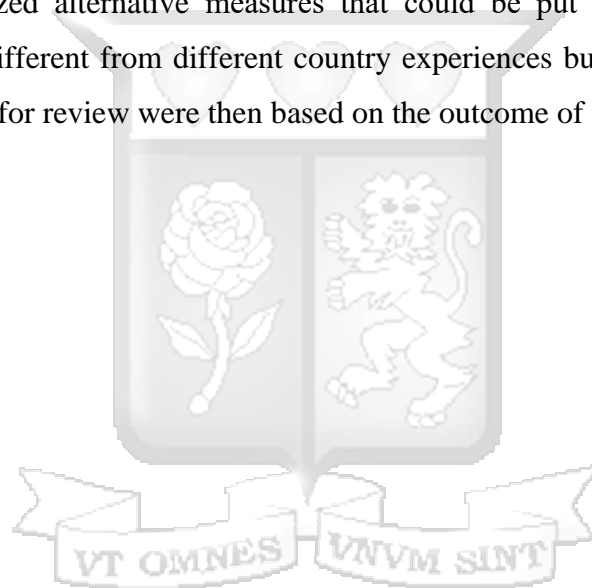 zed alternative measures that could be put
ifferent from different country experiences bu
for review were then based on the outcome of
VT OMNES VNVM SINT